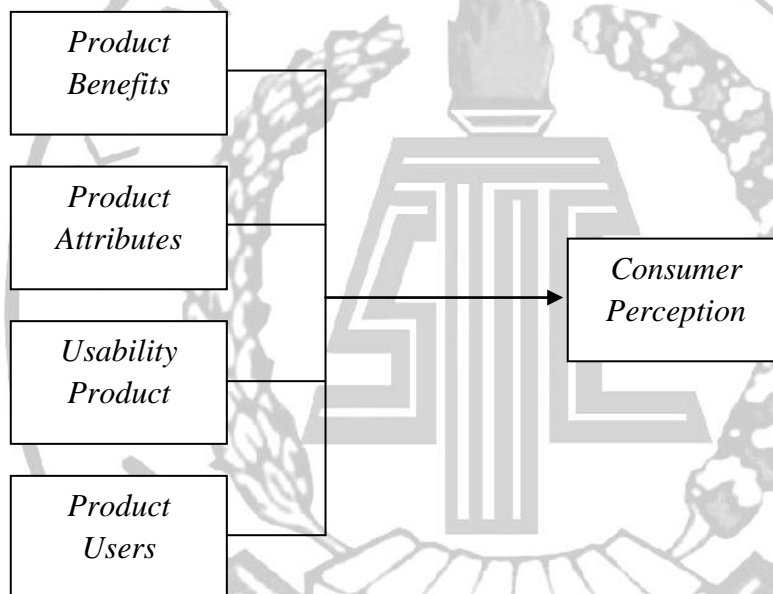 Product
Benefits
Product
Attributes
Usability
Product
Product
Users
Consumer
Perception